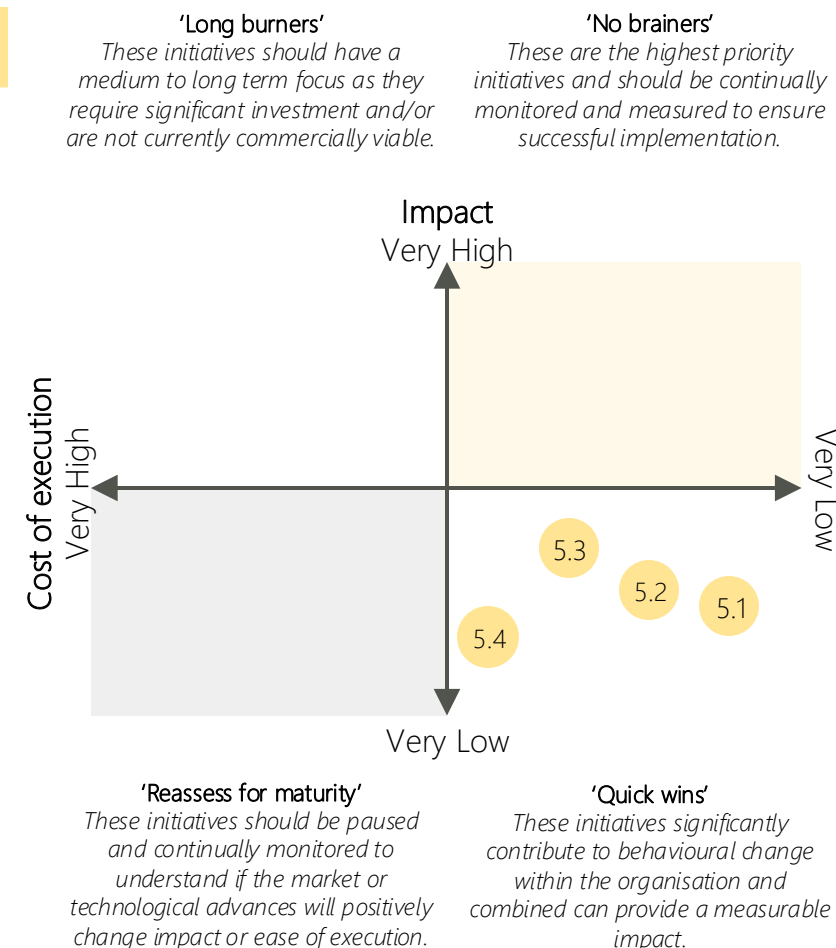 'Long burners'
These initiatives should have a
medium to long term focus as they
require significant investment and/or
are not currently commercially viable.
'No brainers'
These are the highest priority
initiatives and should be continually
monitored and measured to ensure
successful implementation.
Impact
Very High
Cost of execution
Very High
Very Low
5.3
5.2
5.1
5.4
Very Low
'Reassess for maturity'
These initiatives should be paused
and continually monitored to
understand if the market or
technological advances will positively
change impact or ease of execution.
'Quick wins'
These initiatives significantly
contribute to behavioural change
within the organisation and
combined can provide a measurable
impact.